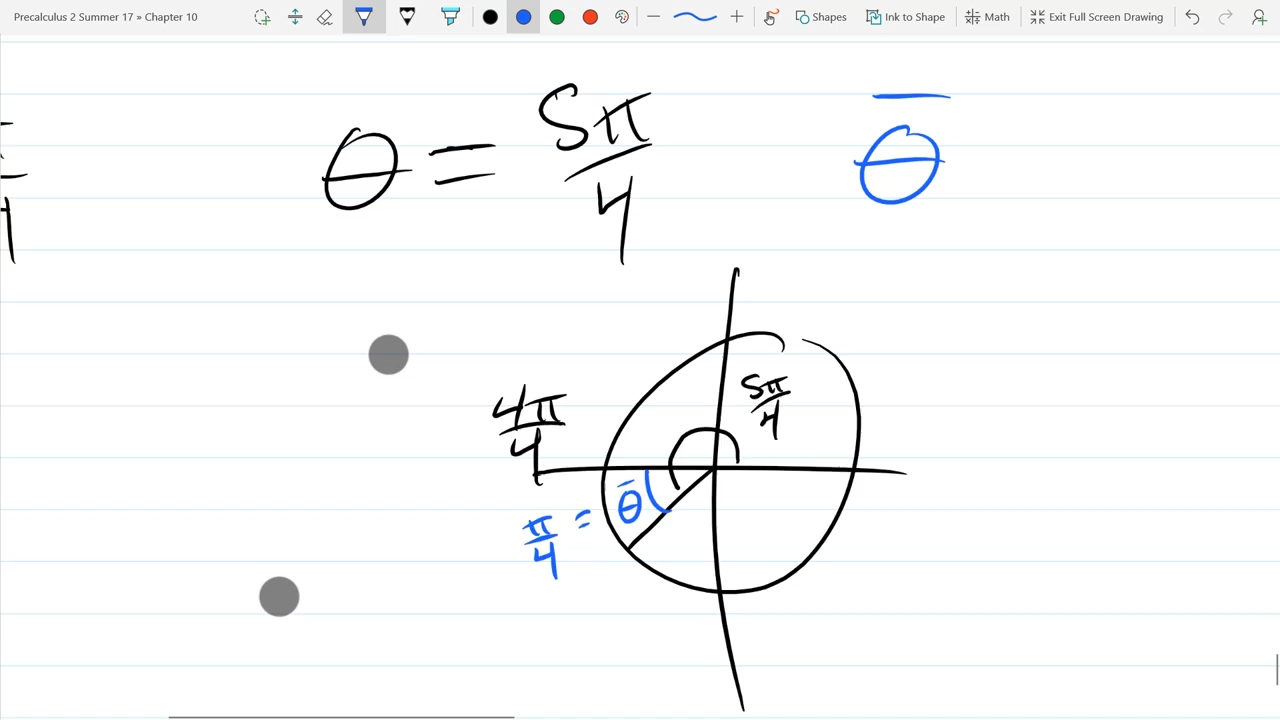 Precalculus 2 Summer 17 » Chapter 10
Shapes
Ink to Shape
Math
Exit Full Screen Drawing
θ = 5π/4
θ̄
5π/4
4π/4
π/4 = θ̄